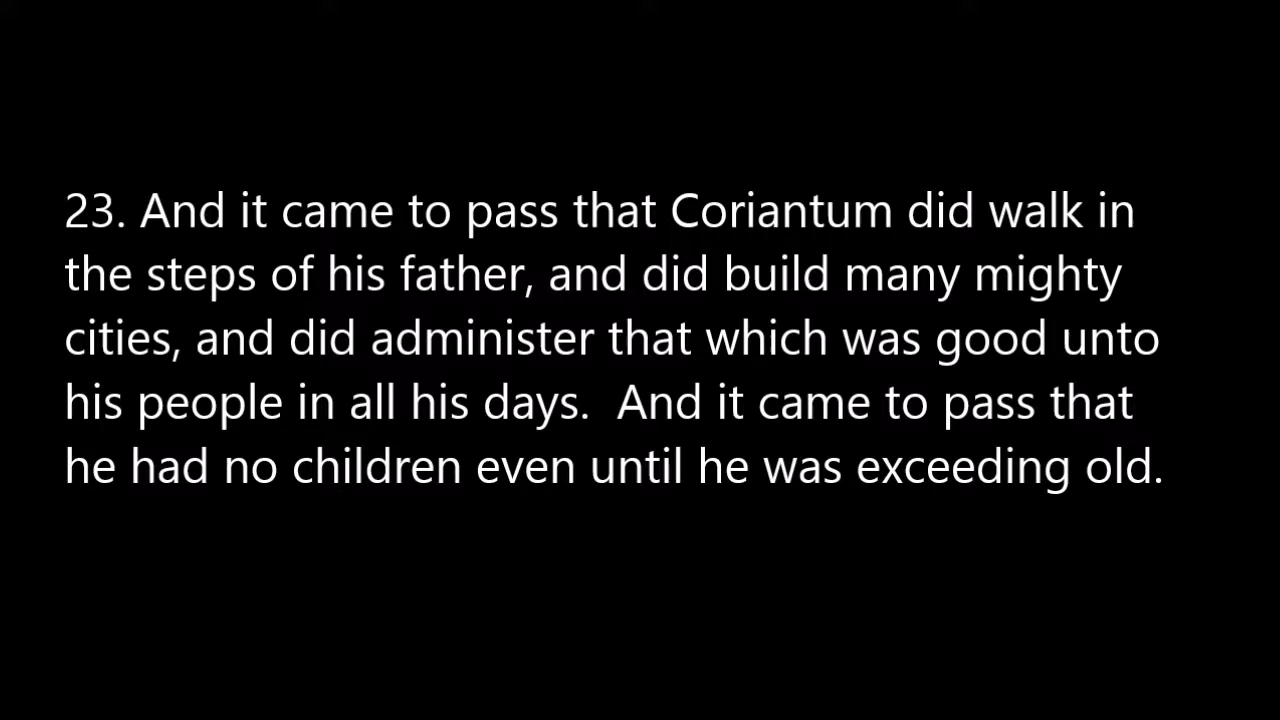 23. And it came to pass that Coriantum did walk in
the steps of his father, and did build many mighty
cities, and did administer that which was good unto
his people in all his days.  And it came to pass that
he had no children even until he was exceeding old.